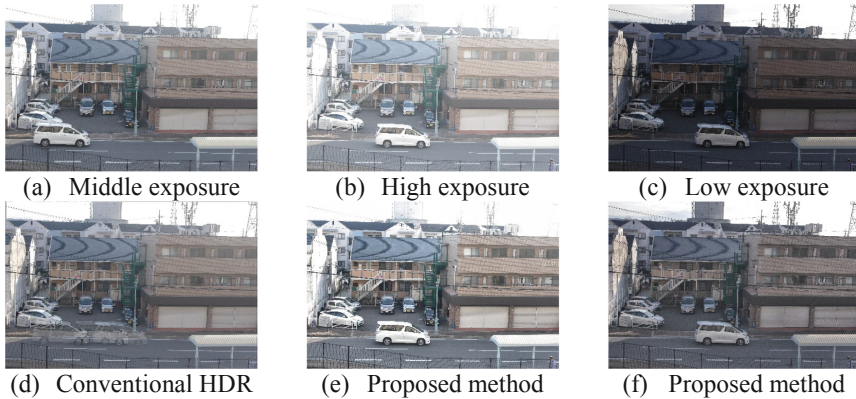 (a) Middle exposure
(b) High exposure
(c) Low exposure
(d) Conventional HDR
(e) Proposed method
(f) Proposed method